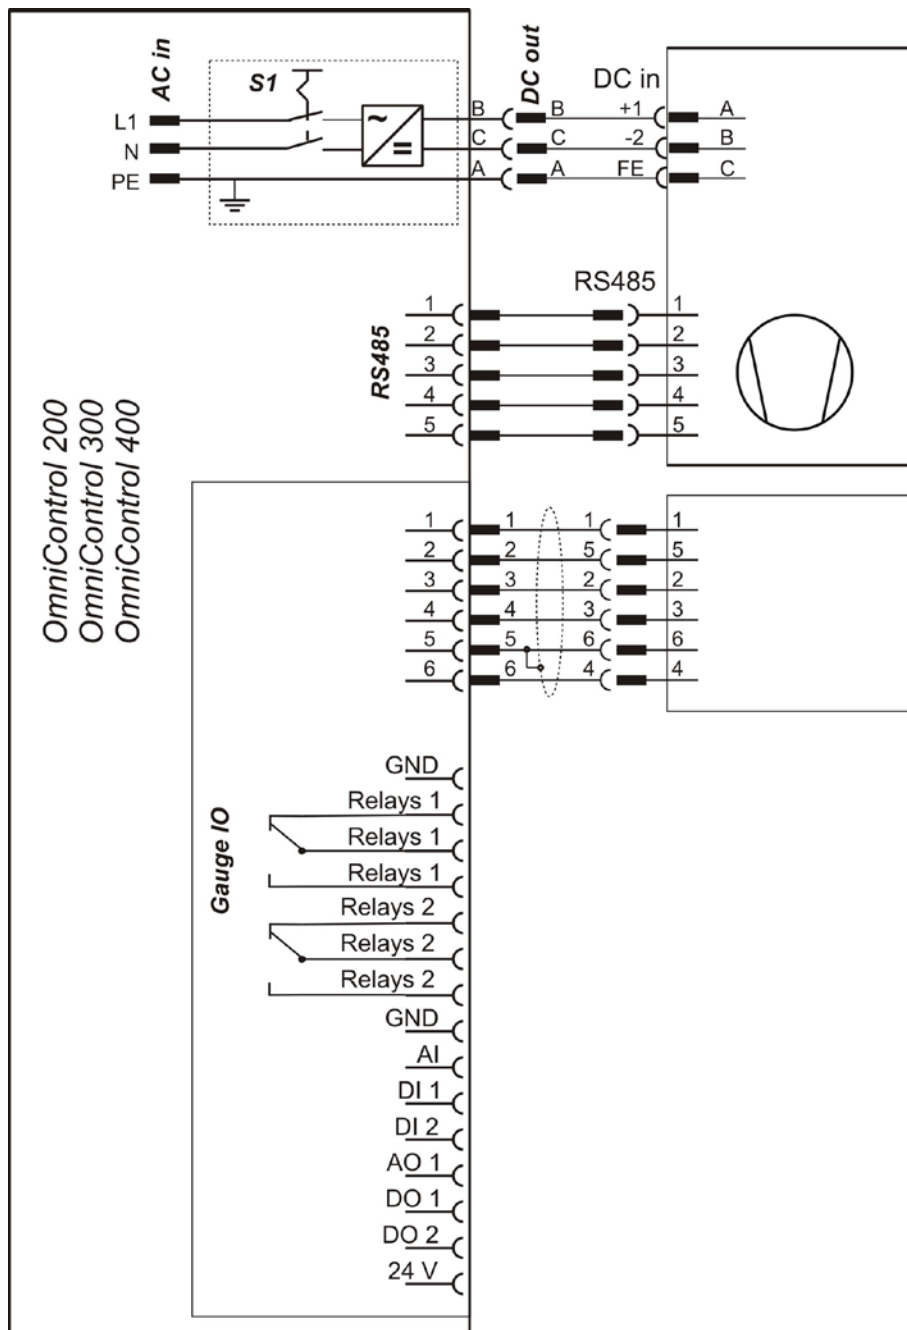 AC in
S1
DC out
DC in
L1
B
B
+1
A
N
C
C
-2
B
PE
A
A
FE
C
~
=
RS485
RS485
1
1
2
2
3
3
4
4
5
5
OmniControl 200
OmniControl 300
OmniControl 400
1
1
1
1
2
2
5
5
3
3
2
2
4
4
3
3
5
5
6
6
6
6
4
4
Gauge IO
GND
Relays 1
Relays 1
Relays 1
Relays 2
Relays 2
Relays 2
GND
AI
DI 1
DI 2
AO 1
DO 1
DO 2
24 V